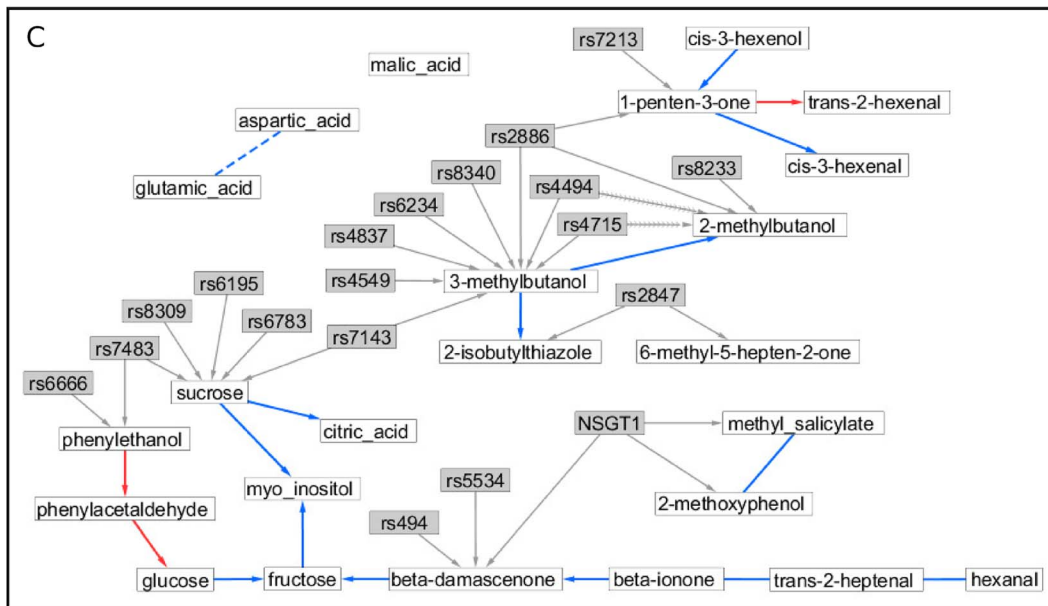 C
rs7213
cis-3-hexenol
malic_acid
1-penten-3-one
trans-2-hexenal
aspartic_acid
rs2886
cis-3-hexenal
rs8340
rs4494
rs8233
glutamic_acid
rs6234
rs4715
2-methylbutanol
rs4837
rs4549
3-methylbutanol
rs6195
rs2847
rs8309
rs6783
rs7143
rs7483
2-isobutylthiazole
6-methyl-5-hepten-2-one
rs6666
sucrose
phenylethanol
citric_acid
NSGT1
methyl_salicylate
rs5534
myo_inositol
2-methoxyphenol
phenylacetaldehyde
rs494
glucose
fructose
beta-damascenone
beta-ionone
trans-2-heptenal
hexanal